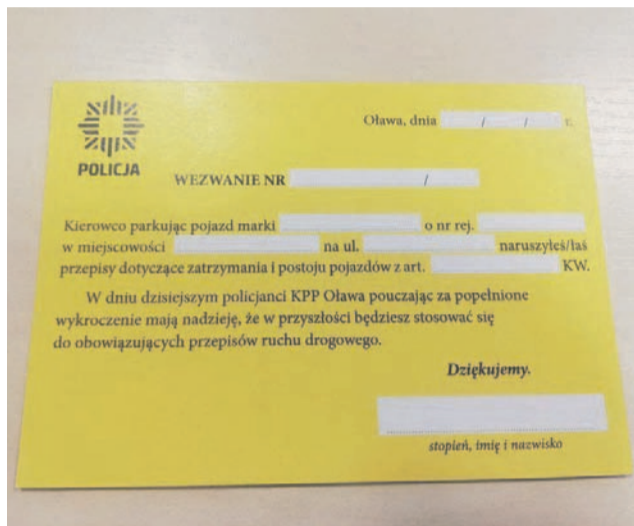 Oława, dnia / / r.
POLICJA
WEZWANIE NR /
Kierowco parkując pojazd marki o nr rej.
w miejscowości na ul. naruszyłeś/łaś
przepisy dotyczące zatrzymania i postoju pojazdów z art. KW.
W dniu dzisiejszym policjanci KPP Oława pouczając za popełnione
wykroczenie mają nadzieję, że w przyszłości będziesz stosować się
do obowiązujących przepisów ruchu drogowego.
Dziękujemy.
stopień, imię i nazwisko